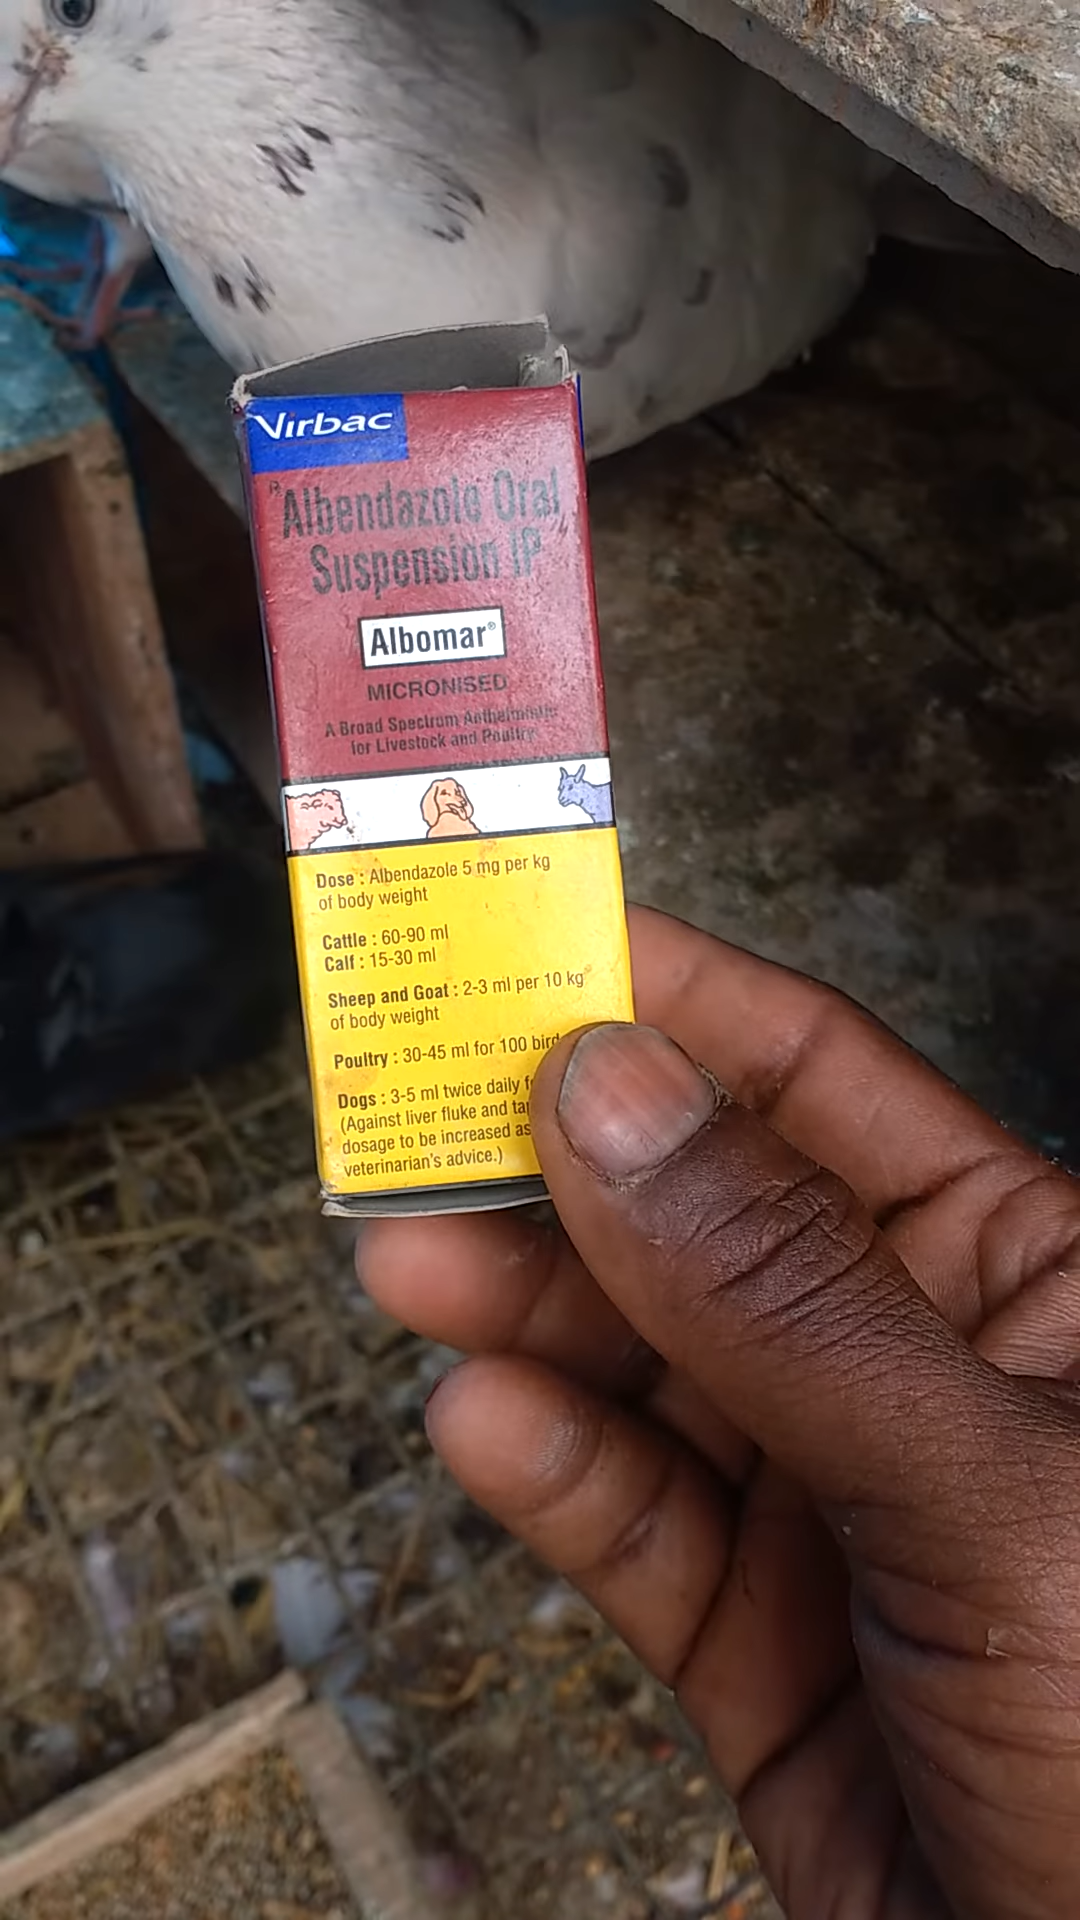 Virbac
Rx
Albendazole Oral
Suspension IP
Albomar®
MICRONISED
A Broad Spectrum Anthelmintic
for Livestock and Poultry
Dose : Albendazole 5 mg per kg
of body weight
Cattle : 60-90 ml
Calf : 15-30 ml
Sheep and Goat : 2-3 ml per 10 kg
of body weight
Poultry : 30-45 ml for 100 bird
Dogs : 3-5 ml twice daily
(Against liver fluke and
dosage to be increased as
veterinarian's advice.)